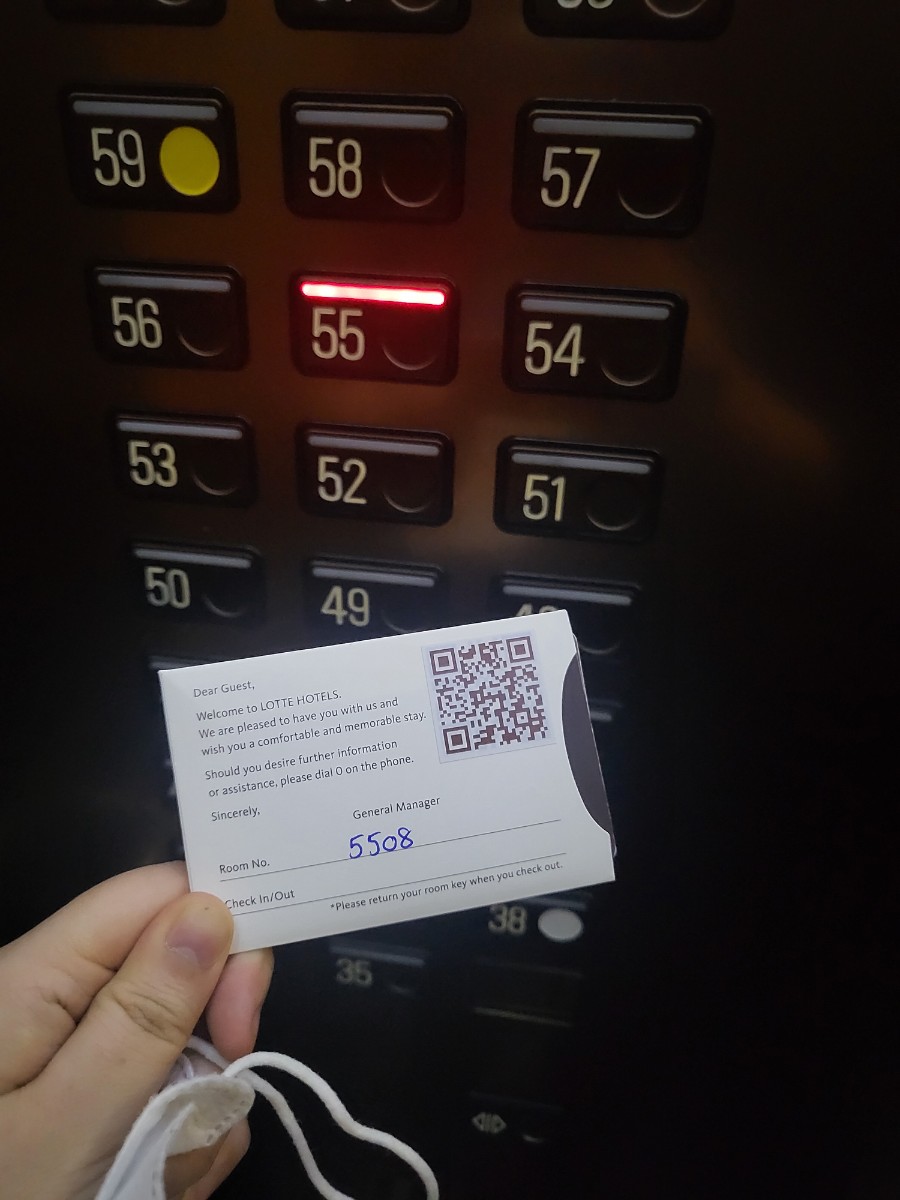 59 58 57
56 55 54
53 52 51
50 49
Dear Guest,
Welcome to LOTTE HOTELS.
We are pleased to have you with us and
wish you a comfortable and memorable stay.
Should you desire further information
or assistance, please dial 0 on the phone.
Sincerely,
General Manager
Room No. 5508
Check In/Out
*Please return your room key when you check out.
38
35